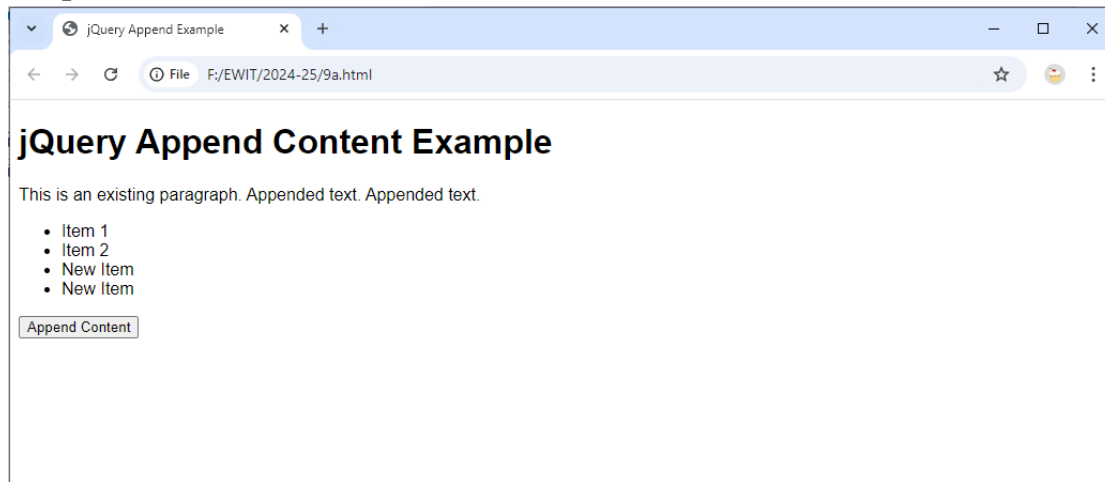 jQuery Append Example
File F:/EWIT/2024-25/9a.html
jQuery Append Content Example
This is an existing paragraph. Appended text. Appended text.
Item 1
Item 2
New Item
New Item
Append Content